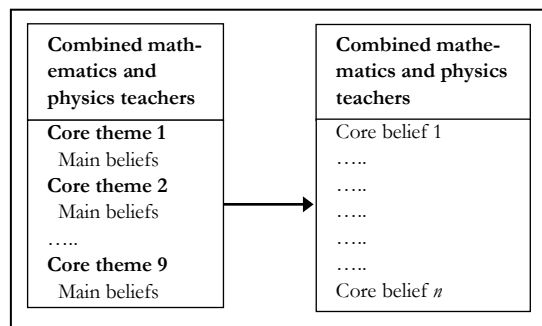 Combined math-
ematics and
physics teachers
Core theme 1
Main beliefs
Core theme 2
Main beliefs
…..
Core theme 9
Main beliefs
Combined mathe-
matics and physics
teachers
Core belief 1
…..
…..
…..
…..
…..
Core belief n